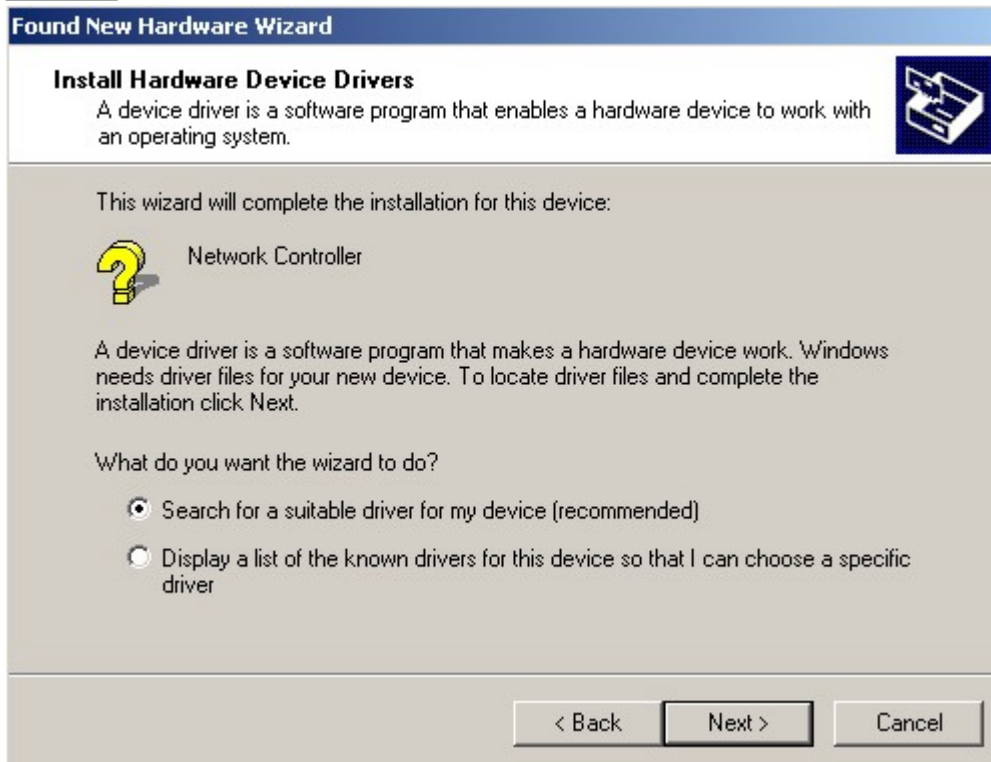 Found New Hardware Wizard
Install Hardware Device Drivers
A device driver is a software program that enables a hardware device to work with
an operating system.
This wizard will complete the installation for this device:
Network Controller
A device driver is a software program that makes a hardware device work. Windows
needs driver files for your new device. To locate driver files and complete the
installation click Next.
What do you want the wizard to do?
Search for a suitable driver for my device (recommended)
Display a list of the known drivers for this device so that I can choose a specific
driver
< Back
Next >
Cancel